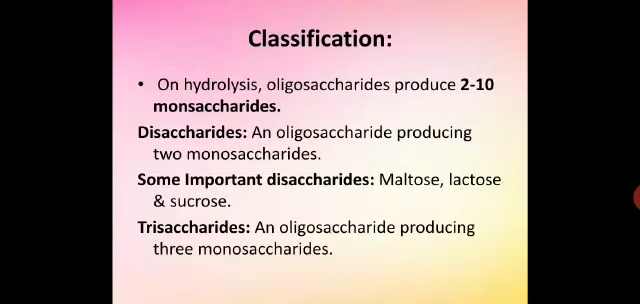 Classification:
• On hydrolysis, oligosaccharides produce 2-10
monsaccharides.
Disaccharides: An oligosaccharide producing
two monosaccharides.
Some Important disaccharides: Maltose, lactose
& sucrose.
Trisaccharides: An oligosaccharide producing
three monosaccharides.